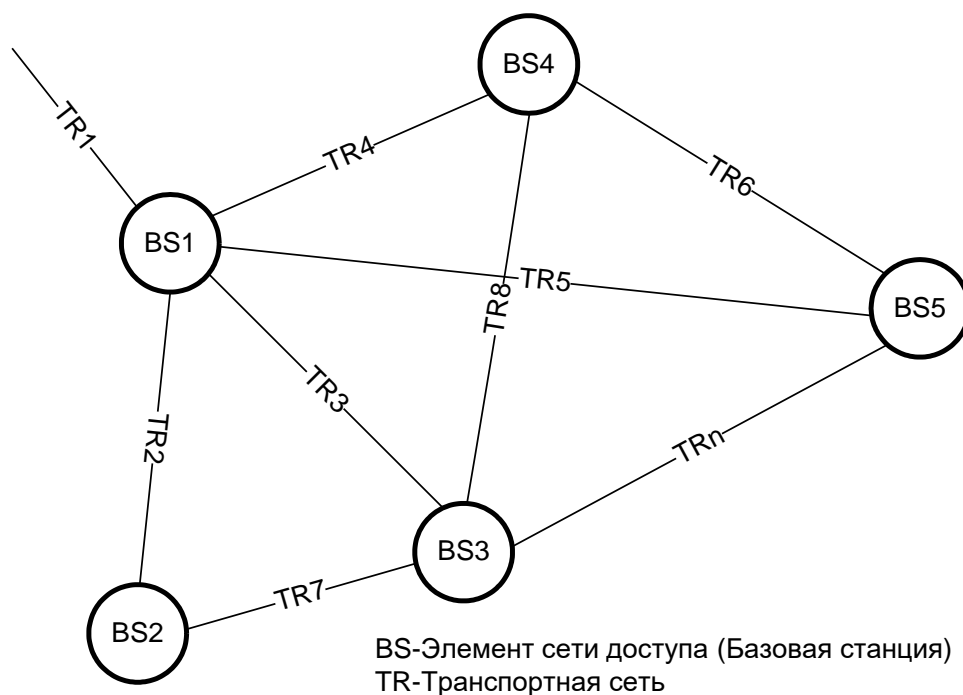 BS4
TR1
TR4
TR6
BS1
TR5
TR8
BS5
TR3
TR2
TRn
BS3
TR7
BS2
BS-Элемент сети доступа (Базовая станция)
TR-Транспортная сеть